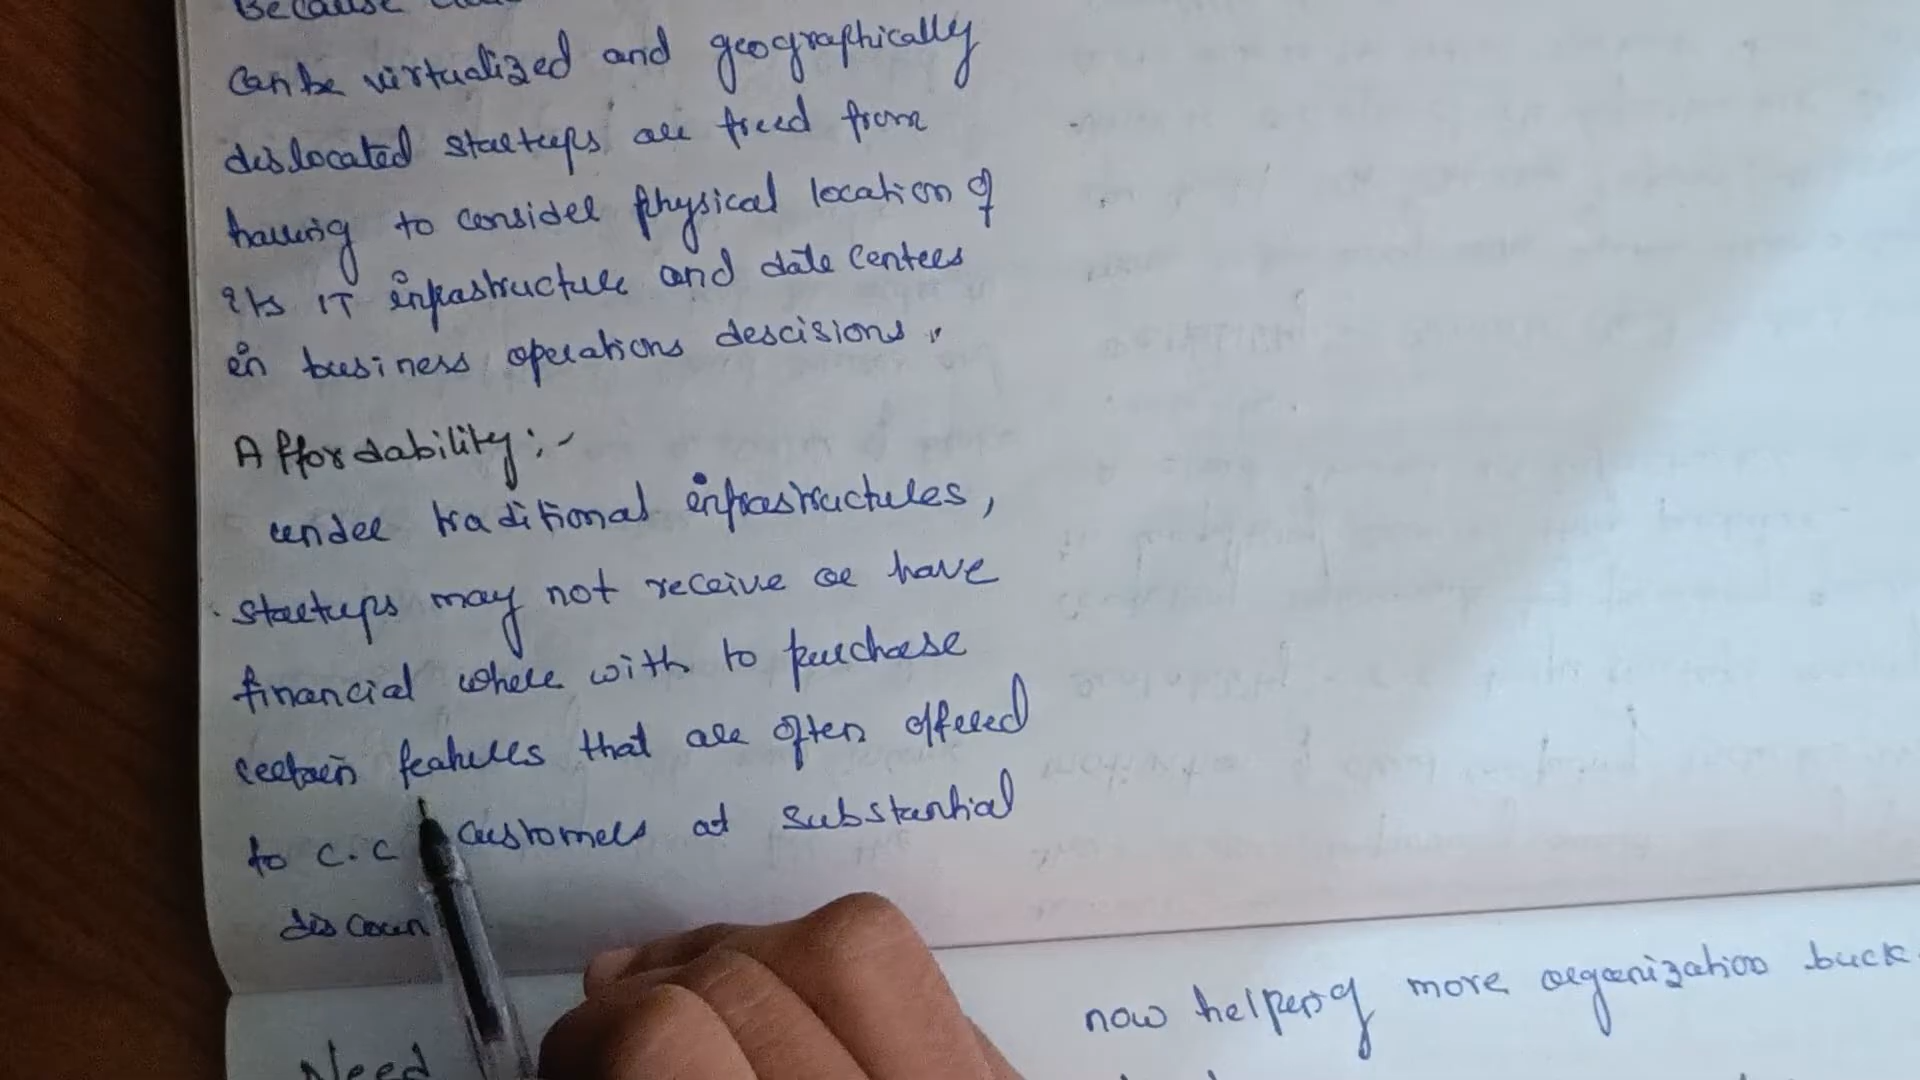 Because
can be virtualized and geographically
dislocated startups are freed from
having to consider physical location of
its IT infrastructure and date centers
in business operations descisions.
Affordability:-
under traditional infrastructures,
startups may not receive or have
financial where with to purchase
certain features that are often offered
to C.C customers at substantial
discoun
Need
now helping more organization buck